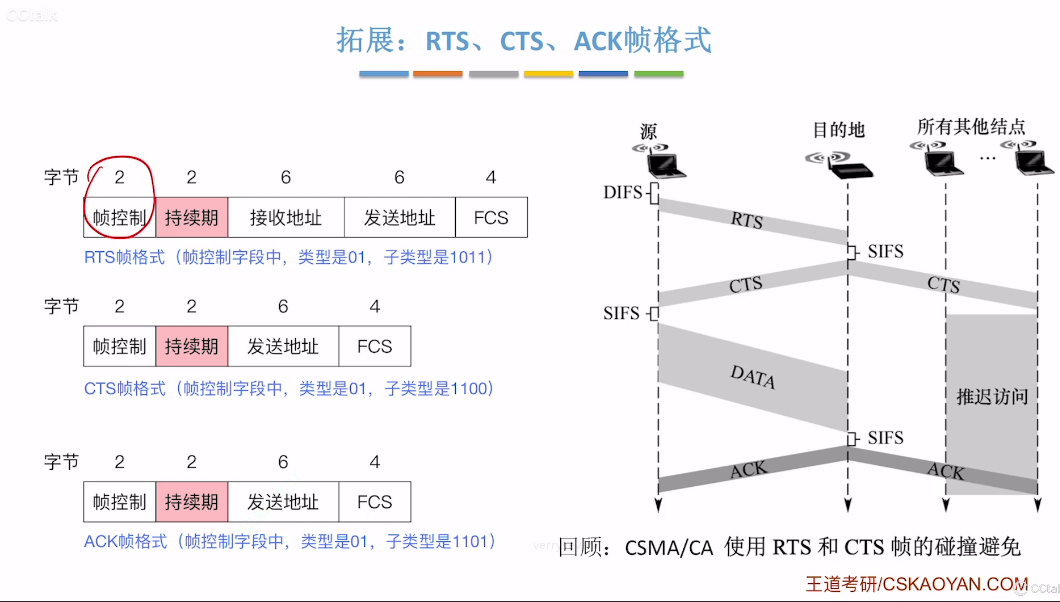 CCtalk
拓展：RTS、CTS、ACK帧格式
字节 2 2 6 6 4
帧控制 持续期 接收地址 发送地址 FCS
RTS帧格式（帧控制字段中，类型是01，子类型是1011）
字节 2 2 6 4
帧控制 持续期 发送地址 FCS
CTS帧格式（帧控制字段中，类型是01，子类型是1100）
字节 2 2 6 4
帧控制 持续期 发送地址 FCS
ACK帧格式（帧控制字段中，类型是01，子类型是1101）
源 目的地 所有其他结点
...
DIFS
RTS
SIFS
CTS CTS
SIFS
DATA
推迟访问
SIFS
ACK ACK
回顾：CSMA/CA 使用 RTS 和 CTS 帧的碰撞避免
王道考研/CSKAOYAN.COM